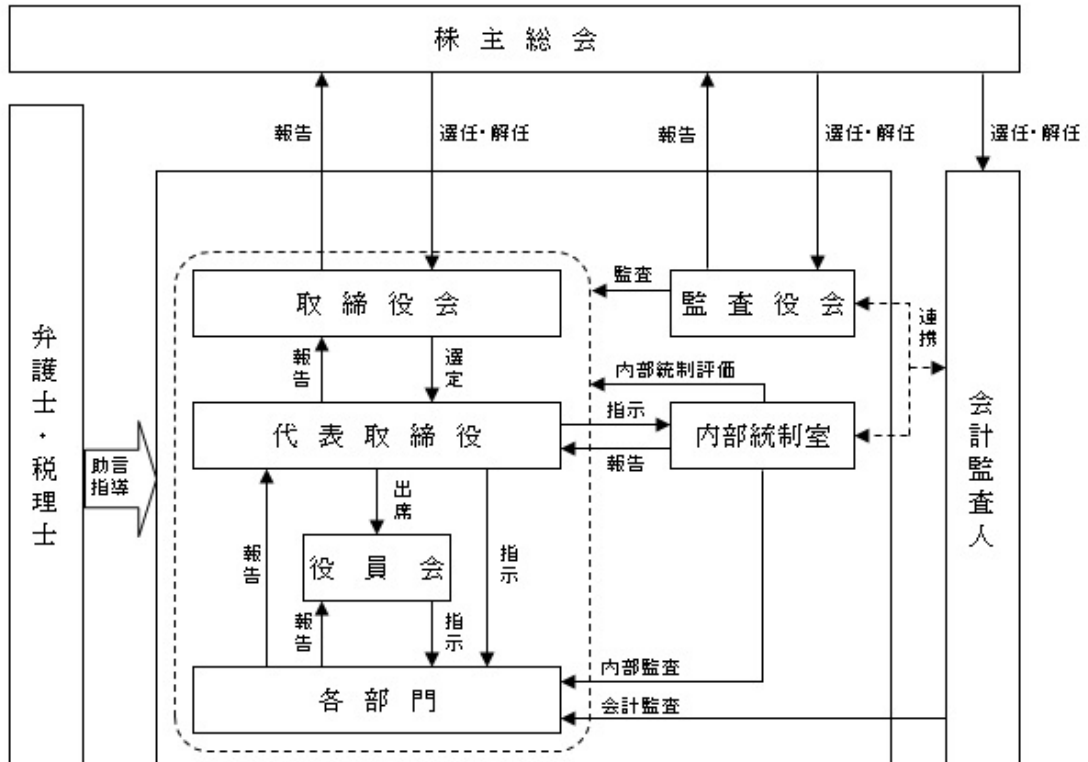 株主総会
報告
選任・解任
報告
選任・解任
選任・解任
取締役会
監査
監査役会
連携
報告
選定
内部統制評価
代表取締役
指示
報告
内部統制室
弁護士・税理士
助言
指導
会計監査人
出席
役員会
報告
指示
報告
指示
内部監査
各部門
会計監査